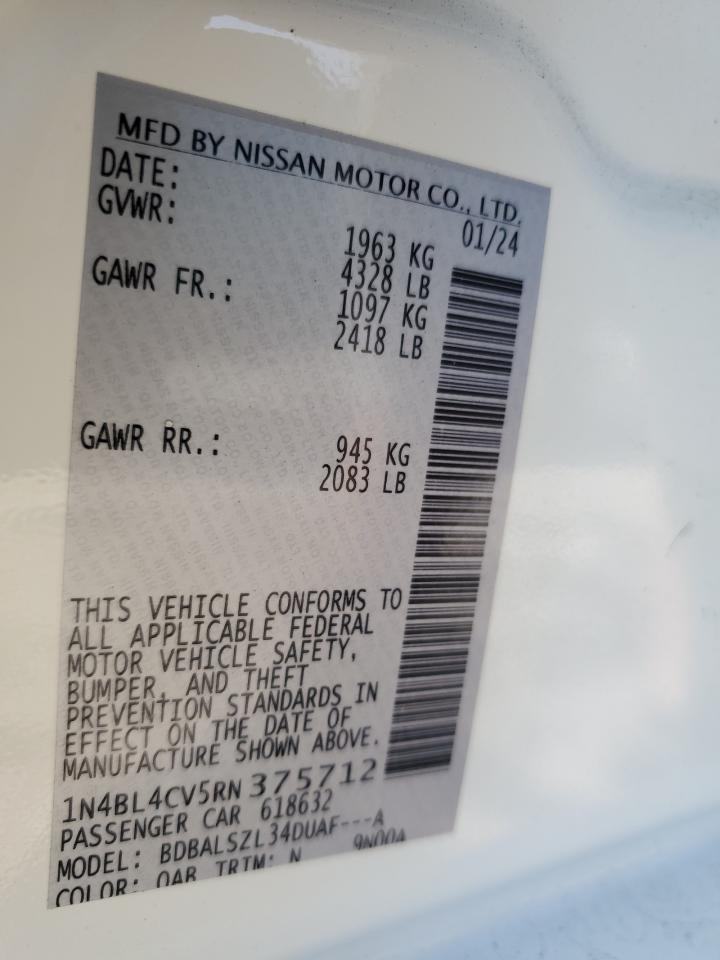 MFD BY NISSAN MOTOR CO., LTD.
DATE: 01/24
GVWR: 1963 KG
4328 LB
GAWR FR.: 1097 KG
2418 LB
GAWR RR.: 945 KG
2083 LB
THIS VEHICLE CONFORMS TO
ALL APPLICABLE FEDERAL
MOTOR VEHICLE SAFETY,
BUMPER, AND THEFT
PREVENTION STANDARDS IN
EFFECT ON THE DATE OF
MANUFACTURE SHOWN ABOVE.
1N4BL4CV5RN375712
PASSENGER CAR 618632
MODEL: BDBALSZL34DUAF---A
COLOR: QAB TRIM: N 9N00A